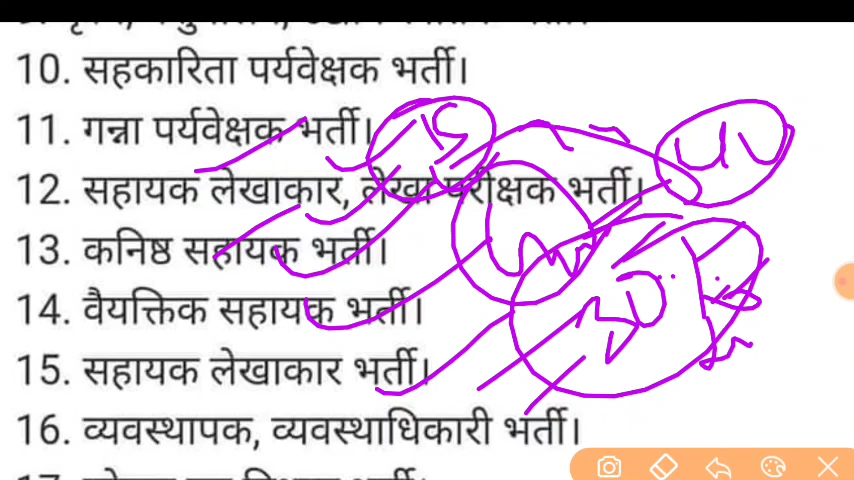 10. सहकारिता पर्यवेक्षक भर्ती।
11. गन्ना पर्यवेक्षक भर्ती।
12. सहायक लेखाकार, लेखा परीक्षक भर्ती।
13. कनिष्ठ सहायक भर्ती।
14. वैयक्तिक सहायक भर्ती।
15. सहायक लेखाकार भर्ती।
16. व्यवस्थापक, व्यवस्थाधिकारी भर्ती।